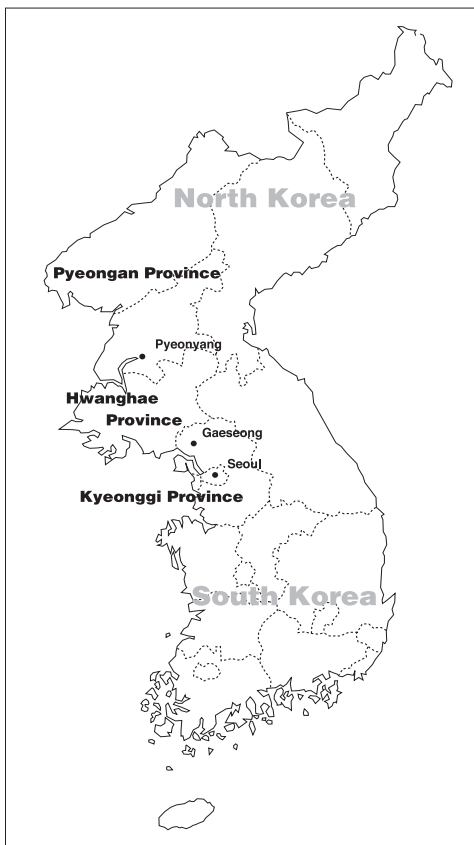 North Korea
Pyeongan Province
Pyeonyang
Hwanghae
Province
Gaeseong
Seoul
Kyeonggi Province
South Korea